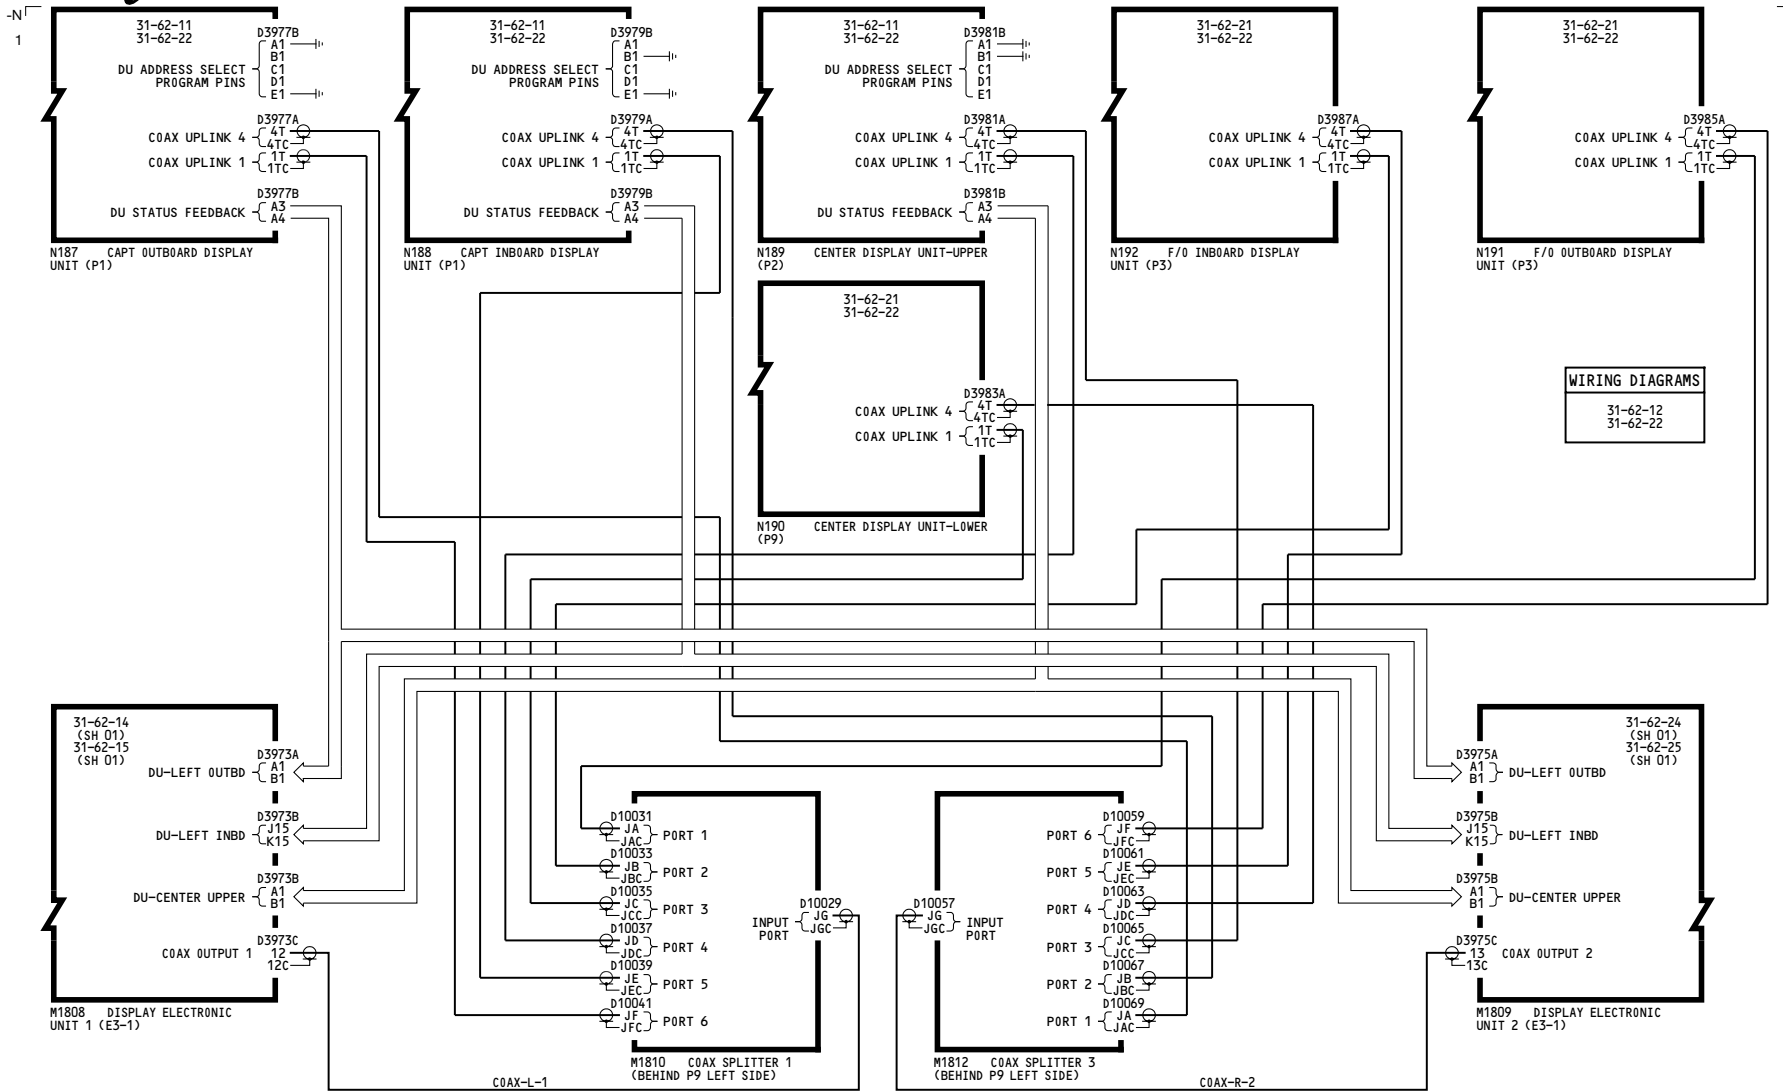 -N
1
31-62-11
31-62-22
D3977B
A1
B1
C1
D1
E1
DU ADDRESS SELECT
PROGRAM PINS
D3977A
COAX UPLINK 4
4T
4TC
COAX UPLINK 1
1T
1TC
D3977B
DU STATUS FEEDBACK
A3
A4
N187 CAPT OUTBOARD DISPLAY
UNIT (P1)
31-62-11
31-62-22
D3979B
A1
B1
C1
D1
E1
DU ADDRESS SELECT
PROGRAM PINS
D3979A
COAX UPLINK 4
4T
4TC
COAX UPLINK 1
1T
1TC
D3979B
DU STATUS FEEDBACK
A3
A4
N188 CAPT INBOARD DISPLAY
UNIT (P1)
31-62-11
31-62-22
D3981B
A1
B1
C1
D1
E1
DU ADDRESS SELECT
PROGRAM PINS
D3981A
COAX UPLINK 4
4T
4TC
COAX UPLINK 1
1T
1TC
D3981B
DU STATUS FEEDBACK
A3
A4
N189 CENTER DISPLAY UNIT-UPPER
(P2)
31-62-21
31-62-22
D3987A
COAX UPLINK 4
4T
4TC
COAX UPLINK 1
1T
1TC
N192 F/O INBOARD DISPLAY
UNIT (P3)
31-62-21
31-62-22
D3985A
COAX UPLINK 4
4T
4TC
COAX UPLINK 1
1T
1TC
N191 F/O OUTBOARD DISPLAY
UNIT (P3)
31-62-21
31-62-22
D3983A
COAX UPLINK 4
4T
4TC
COAX UPLINK 1
1T
1TC
N190 CENTER DISPLAY UNIT-LOWER
(P9)
WIRING DIAGRAMS
31-62-12
31-62-22
31-62-14
(SH 01)
31-62-15
(SH 01)
D3973A
DU-LEFT OUTBD
A1
B1
D3973B
DU-LEFT INBD
J15
K15
D3973B
DU-CENTER UPPER
A1
B1
D3973C
COAX OUTPUT 1
12
12C
M1808 DISPLAY ELECTRONIC
UNIT 1 (E3-1)
D10031
JA
JAC
PORT 1
D10033
JB
JBC
PORT 2
D10035
JC
JCC
PORT 3
D10037
JD
JDC
PORT 4
D10039
JE
JEC
PORT 5
D10041
JF
JFC
PORT 6
D10029
INPUT
PORT
JG
JGC
M1810 COAX SPLITTER 1
(BEHIND P9 LEFT SIDE)
D10057
JG
JGC
INPUT
PORT
D10059
PORT 6
JF
JFC
D10061
PORT 5
JE
JEC
D10063
PORT 4
JD
JDC
D10065
PORT 3
JC
JCC
D10067
PORT 2
JB
JBC
D10069
PORT 1
JA
JAC
M1812 COAX SPLITTER 3
(BEHIND P9 LEFT SIDE)
31-62-24
(SH 01)
31-62-25
(SH 01)
D3975A
A1
B1
DU-LEFT OUTBD
D3975B
J15
K15
DU-LEFT INBD
D3975B
A1
B1
DU-CENTER UPPER
D3975C
13
13C
COAX OUTPUT 2
M1809 DISPLAY ELECTRONIC
UNIT 2 (E3-1)
COAX-L-1
COAX-R-2